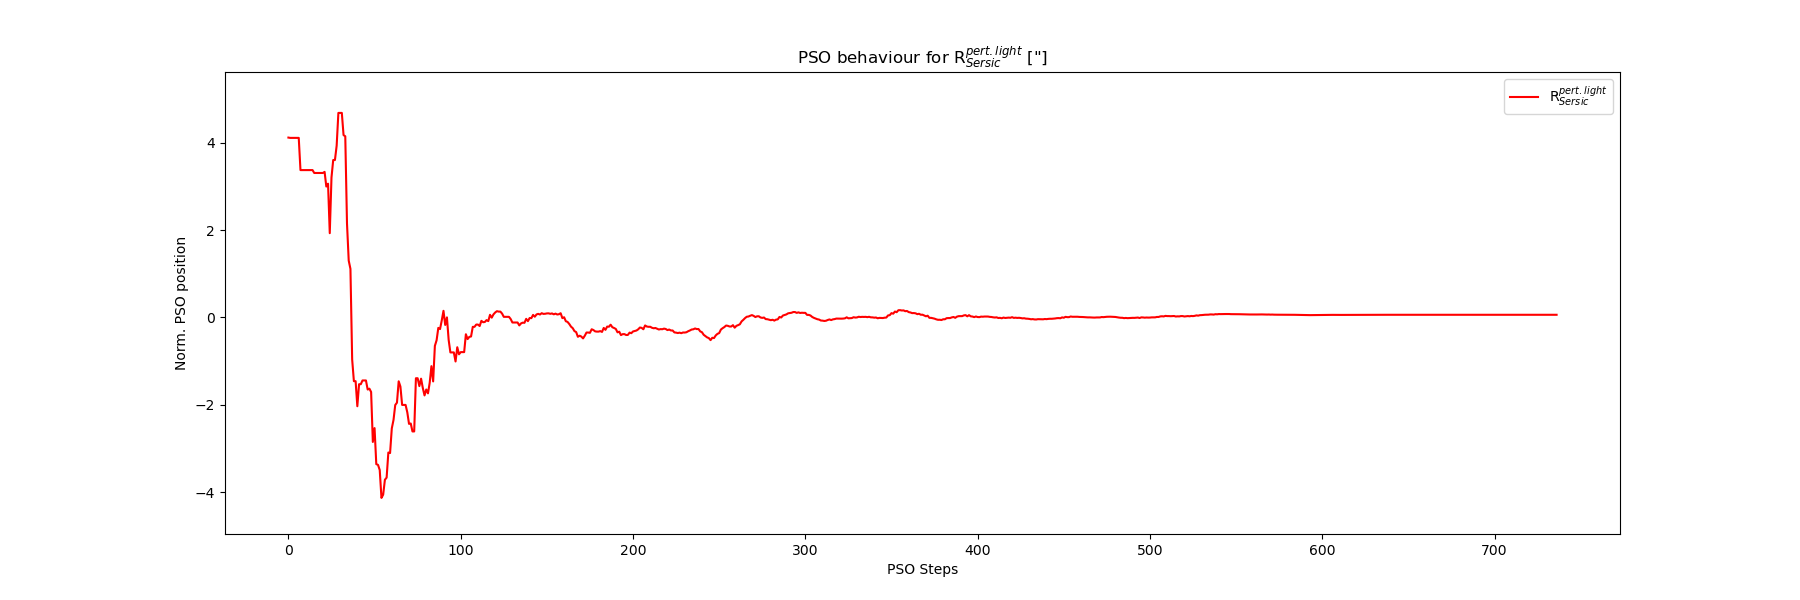 PSO behaviour for R$_{Sersic}^{pert.light}$ ["]
R$_{Sersic}^{pert.light}$
Norm. PSO position
4
2
0
−2
−4
0 100 200 300 400 500 600 700
PSO Steps